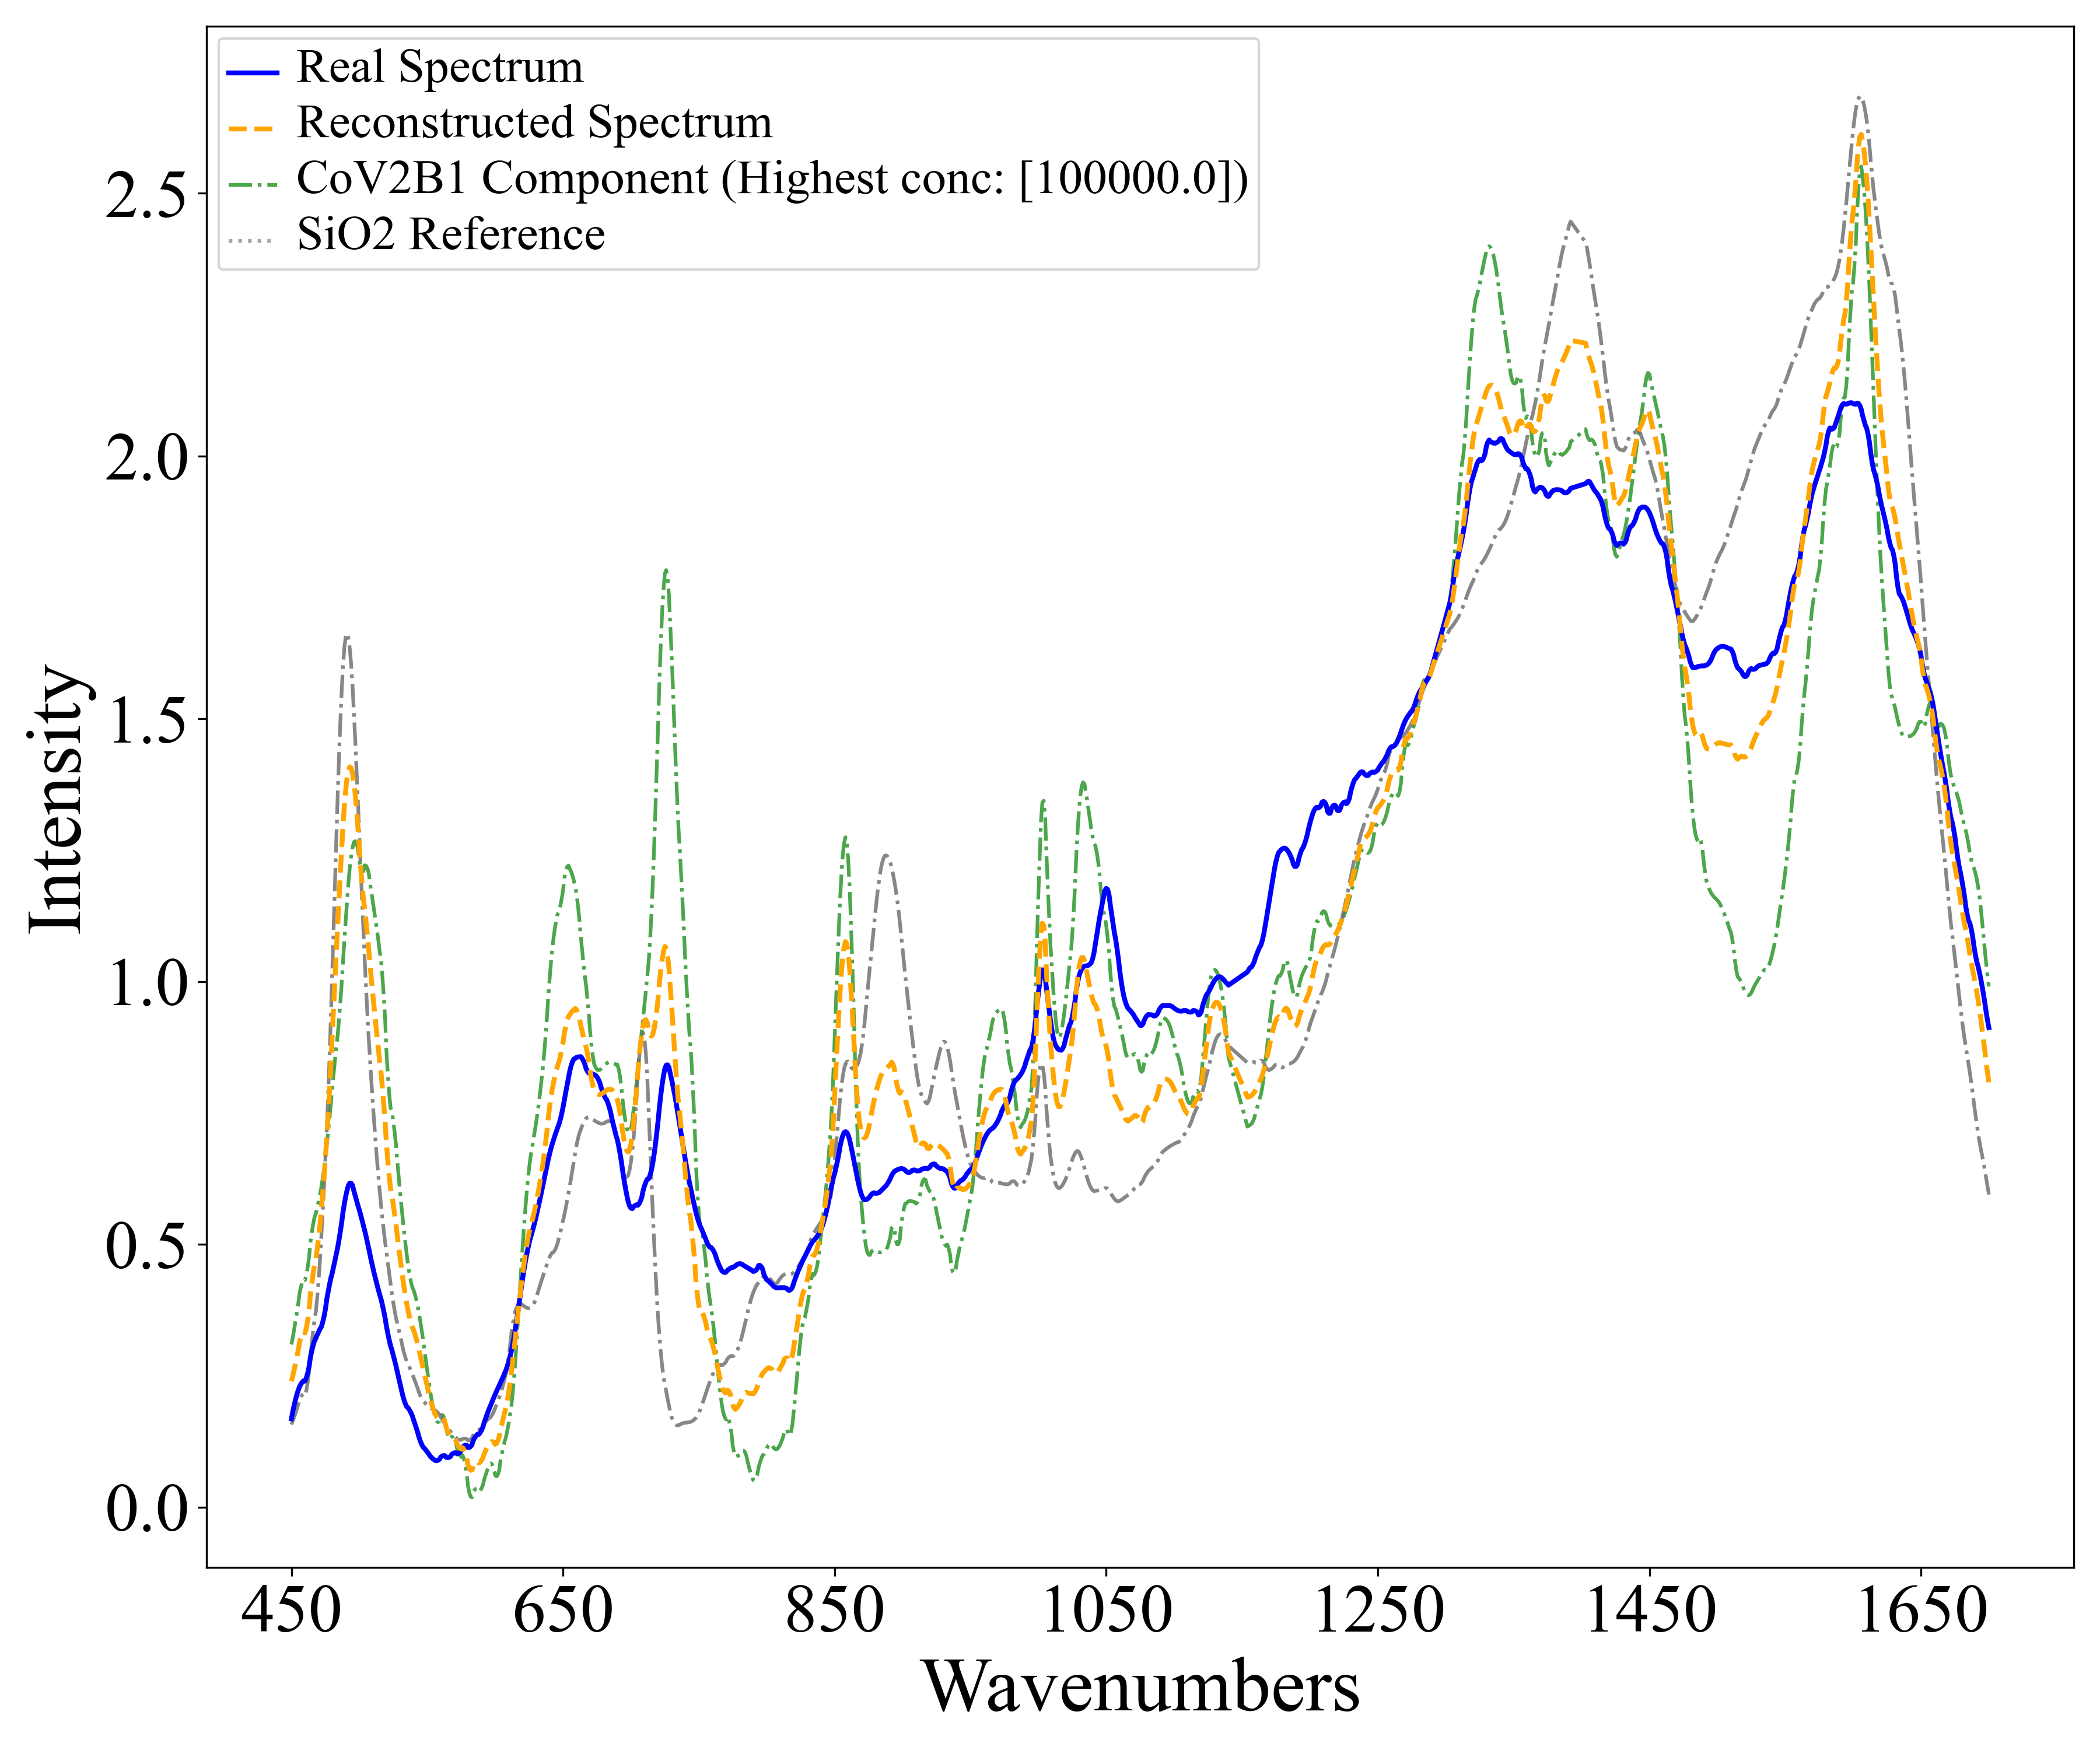 Real Spectrum
Reconstructed Spectrum
CoV2B1 Component (Highest conc: [100000.0])
SiO2 Reference
Intensity
2.5
2.0
1.5
1.0
0.5
0.0
450 650 850 1050 1250 1450 1650
Wavenumbers